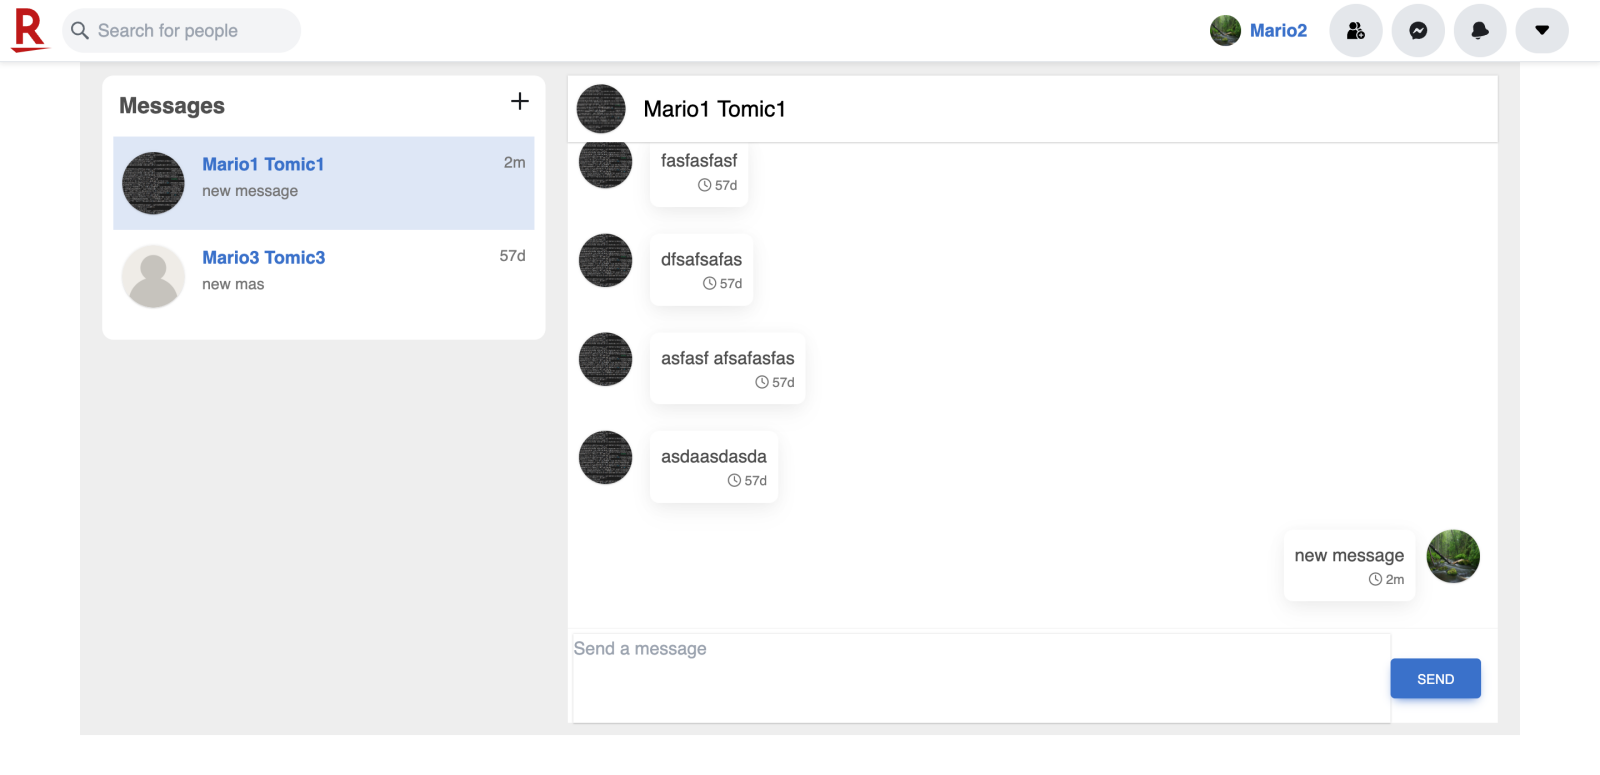 R
Search for people
Mario2
Messages
Mario1 Tomic1
2m
new message
Mario3 Tomic3
57d
new mas
Mario1 Tomic1
fasfasfasf
57d
dfsafsafas
57d
asfasf afsafasfas
57d
asdaasdasda
57d
new message
2m
Send a message
SEND